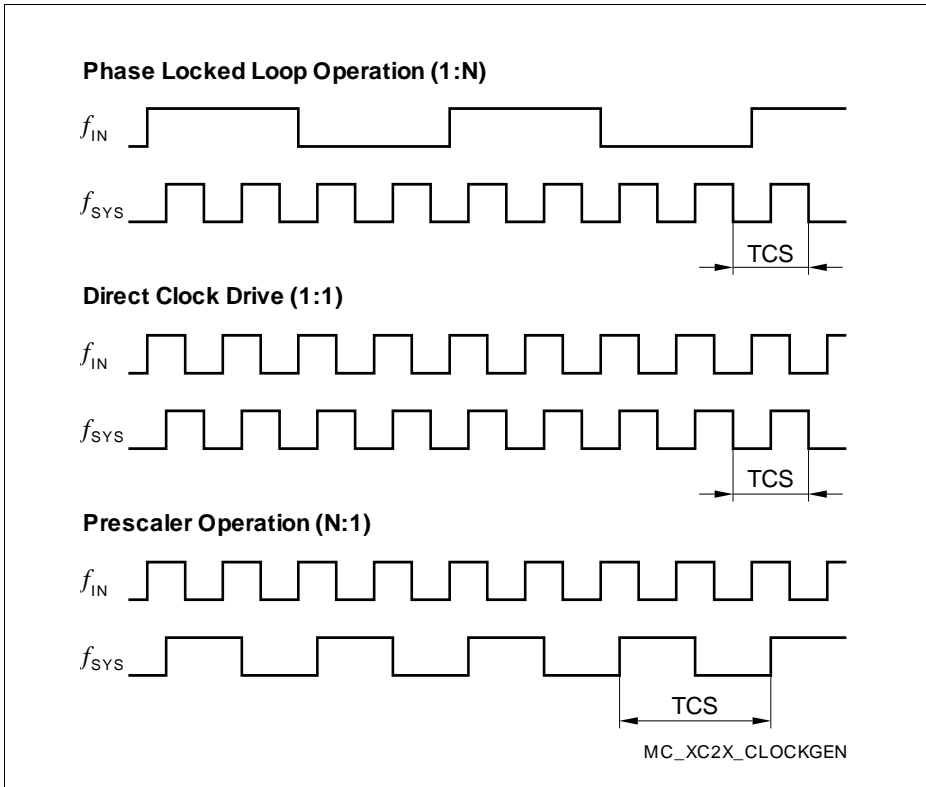 Phase Locked Loop Operation (1:N)
fIN
fSYS
TCS
Direct Clock Drive (1:1)
fIN
fSYS
TCS
Prescaler Operation (N:1)
fIN
fSYS
TCS
MC_XC2X_CLOCKGEN